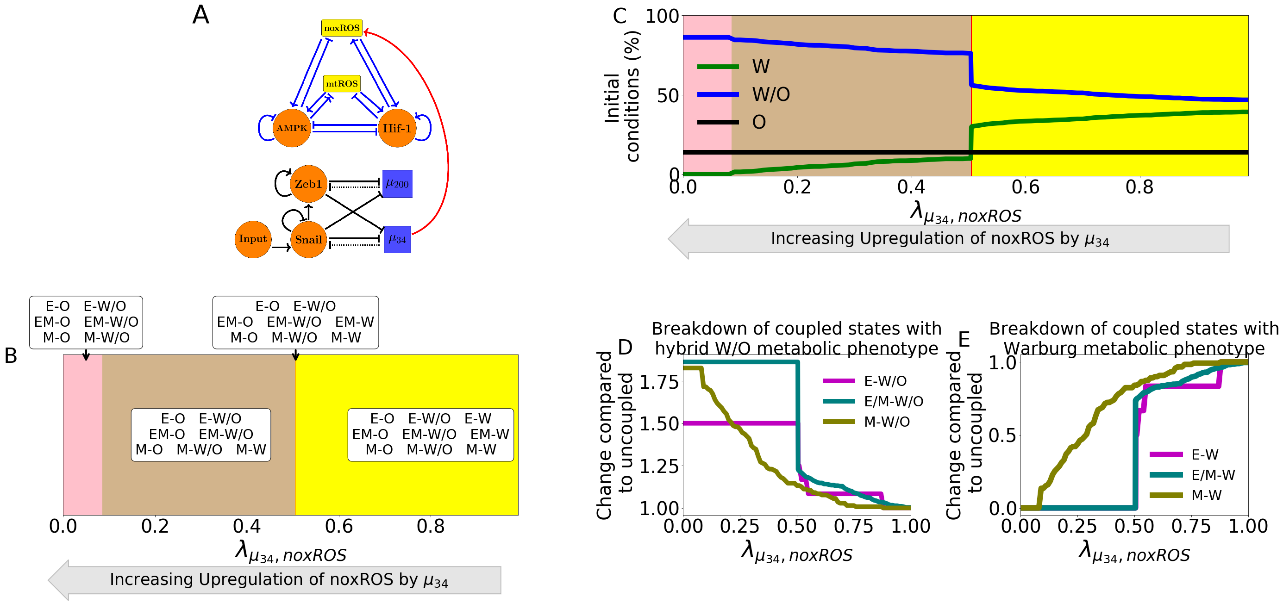 A
noxROS
mtROS
AMPK
Hif-1
Zeb1
μ200
Input
Snail
μ34
B
E-O E-W/O
EM-O EM-W/O
M-O M-W/O
E-O E-W/O
EM-O EM-W/O EM-W
M-O M-W/O M-W
E-O E-W/O
EM-O EM-W/O
M-O M-W/O M-W
E-O E-W/O E-W
EM-O EM-W/O EM-W
M-O M-W/O M-W
0.0 0.2 0.4 0.6 0.8
λμ34, noxROS
Increasing Upregulation of noxROS by μ34
C
Initial
conditions (%)
100
50
0
W
W/O
O
0.0 0.2 0.4 0.6 0.8
λμ34, noxROS
Increasing Upregulation of noxROS by μ34
D
Breakdown of coupled states with
hybrid W/O metabolic phenotype
Change compared
to uncoupled
1.75
1.50
1.25
1.00
E-W/O
E/M-W/O
M-W/O
0.00 0.25 0.50 0.75 1.00
λμ34, noxROS
E
Breakdown of coupled states with
Warburg metabolic phenotype
Change compared
to uncoupled
1.0
0.5
0.0
E-W
E/M-W
M-W
0.00 0.25 0.50 0.75 1.00
λμ34, noxROS